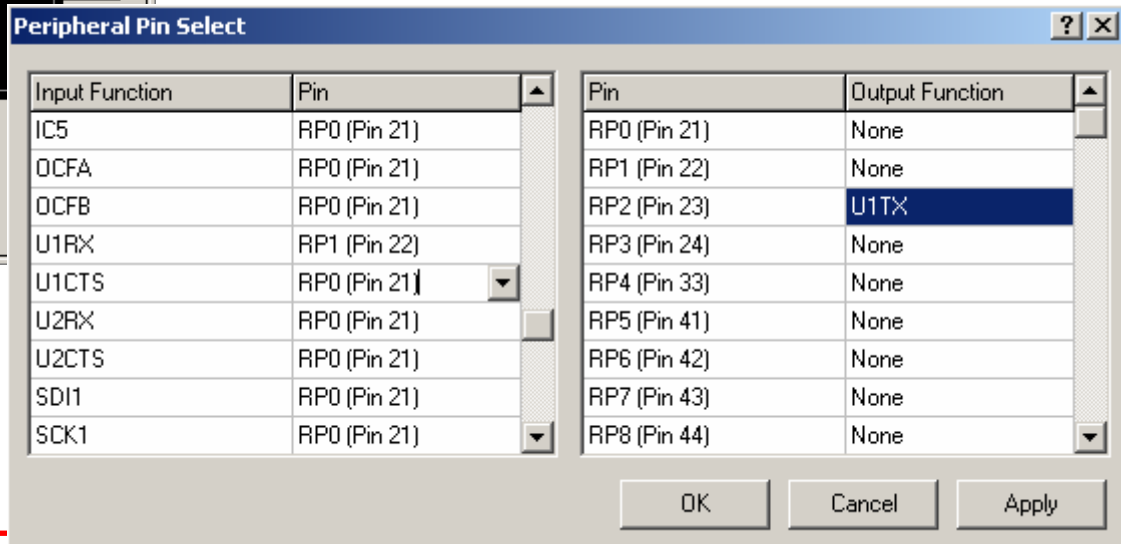 Peripheral Pin Select
Input Function Pin
IC5 RP0 (Pin 21)
OCFA RP0 (Pin 21)
OCFB RP0 (Pin 21)
U1RX RP1 (Pin 22)
U1CTS RP0 (Pin 21)
U2RX RP0 (Pin 21)
U2CTS RP0 (Pin 21)
SDI1 RP0 (Pin 21)
SCK1 RP0 (Pin 21)
Pin Output Function
RP0 (Pin 21) None
RP1 (Pin 22) None
RP2 (Pin 23) U1TX
RP3 (Pin 24) None
RP4 (Pin 33) None
RP5 (Pin 41) None
RP6 (Pin 42) None
RP7 (Pin 43) None
RP8 (Pin 44) None
OK Cancel Apply